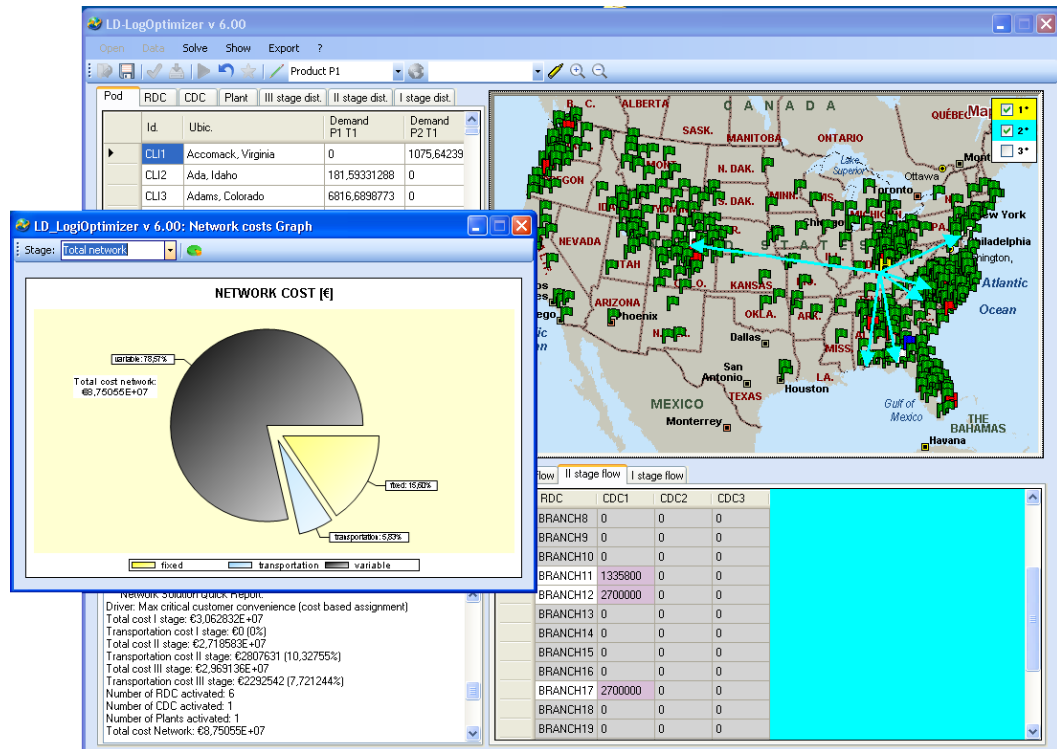 LD-LogOptimizer v 6.00
Open Data Solve Show Export ?
Product P1
Pod RDC CDC Plant III stage dist. II stage dist. I stage dist.
Id. Ubic. Demand P1 T1 Demand P2 T1
CLI1 Accomack, Virginia 0 1075,64239
CLI2 Ada, Idaho 181,59331288 0
CLI3 Adams, Colorado 6816,6898773 0
LD_LogiOptimizer v 6.00: Network costs Graph
Stage: Total network
NETWORK COST [€]
variable: 78,57%
Total cost network:
€8,75055E+07
fixed: 15,60%
transportation: 5,83%
fixed transportation variable
Network Solution Quick Report:
Driver: Max critical customer convenience (cost based assignment)
Total cost I stage: €3,062832E+07
Transportation cost I stage: €0 (0%)
Total cost II stage: €2,718583E+07
Transportation cost II stage: €2807631 (10,32755%)
Total cost III stage: €2,969136E+07
Transportation cost III stage: €2292542 (7,721244%)
Number of RDC activated: 6
Number of CDC activated: 1
Number of Plants activated: 1
Total cost Network: €8,75055E+07
B. C. ALBERTA
CANADA
QUÉBEC
SASK.
MANITOBA
ONTARIO
1°
2°
3°
Lake
Superior
Ottawa
Mont
MONT.
N. DAK.
MINN.
Toronto
S. DAK.
MICHIGAN
New York
PA.
NEVADA
STATES
UTAH
KANSAS
Atlantic
Ocean
ARIZONA
Phoenix
OKLA.
ARK.
Dallas
MISS.
LA.
San
Antonio
TEXAS
Houston
MEXICO
Monterrey
Gulf of
Mexico
THE
BAHAMAS
Havana
flow II stage flow I stage flow
RDC CDC1 CDC2 CDC3
BRANCH8 0 0 0
BRANCH9 0 0 0
BRANCH10 0 0 0
BRANCH11 1335800 0 0
BRANCH12 2700000 0 0
BRANCH13 0 0 0
BRANCH14 0 0 0
BRANCH15 0 0 0
BRANCH16 0 0 0
BRANCH17 2700000 0 0
BRANCH18 0 0 0
BRANCH19 0 0 0